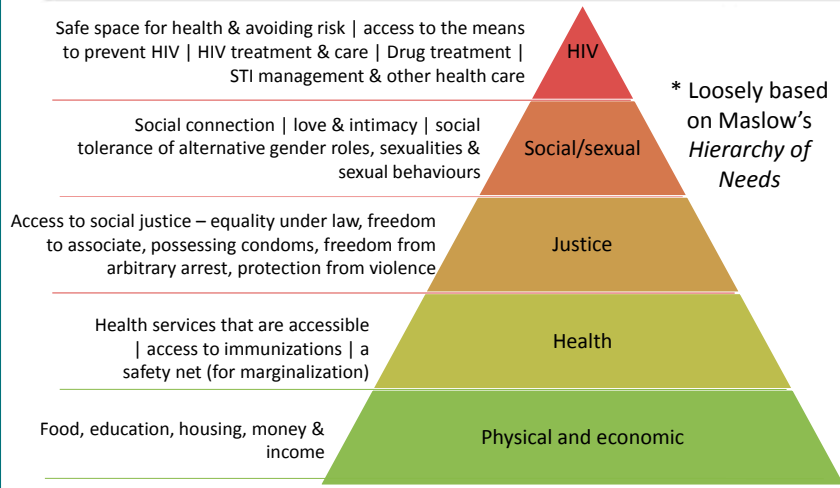 Safe space for health & avoiding risk | access to the means
to prevent HIV | HIV treatment & care | Drug treatment |
STI management & other health care
HIV
* Loosely based
on Maslow's
Hierarchy of
Needs
Social connection | love & intimacy | social
tolerance of alternative gender roles, sexualities &
sexual behaviours
Social/sexual
Access to social justice – equality under law, freedom
to associate, possessing condoms, freedom from
arbitrary arrest, protection from violence
Justice
Health services that are accessible
| access to immunizations | a
safety net (for marginalization)
Health
Food, education, housing, money &
income
Physical and economic